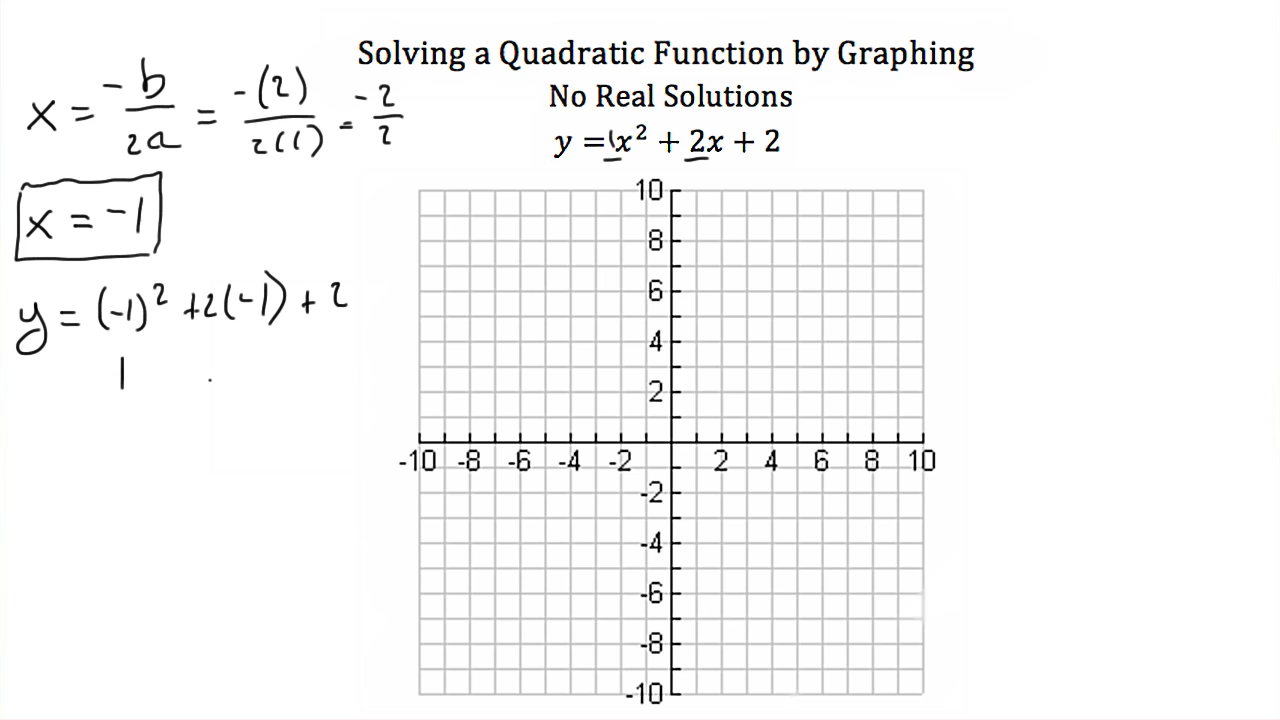 Solving a Quadratic Function by Graphing
No Real Solutions
y = 1x² + 2x + 2
x = -b/2a = -(2)/2(1) = -2/2
x = -1
y = (-1)² + 2(-1) + 2
1
10
8
6
4
2
-10 -8 -6 -4 -2 2 4 6 8 10
-2
-4
-6
-8
-10